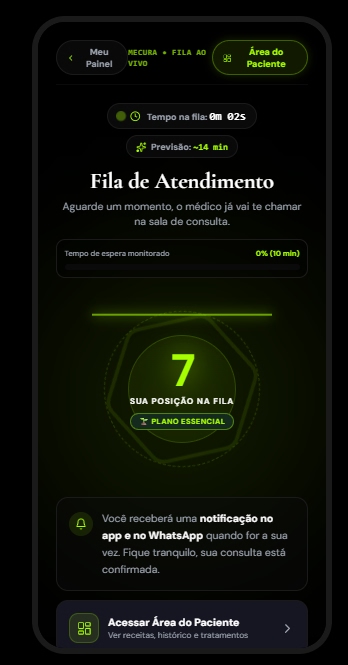 Meu Painel
MECURA • FILA AO VIVO
Área do Paciente
Tempo na fila: 0m 02s
Previsão: ~14 min
Fila de Atendimento
Aguarde um momento, o médico já vai te chamar
na sala de consulta.
Tempo de espera monitorado
0% (10 min)
7
SUA POSIÇÃO NA FILA
PLANO ESSENCIAL
Você receberá uma notificação no
app e no WhatsApp quando for a sua
vez. Fique tranquilo, sua consulta está
confirmada.
Acessar Área do Paciente
Ver receitas, histórico e tratamentos